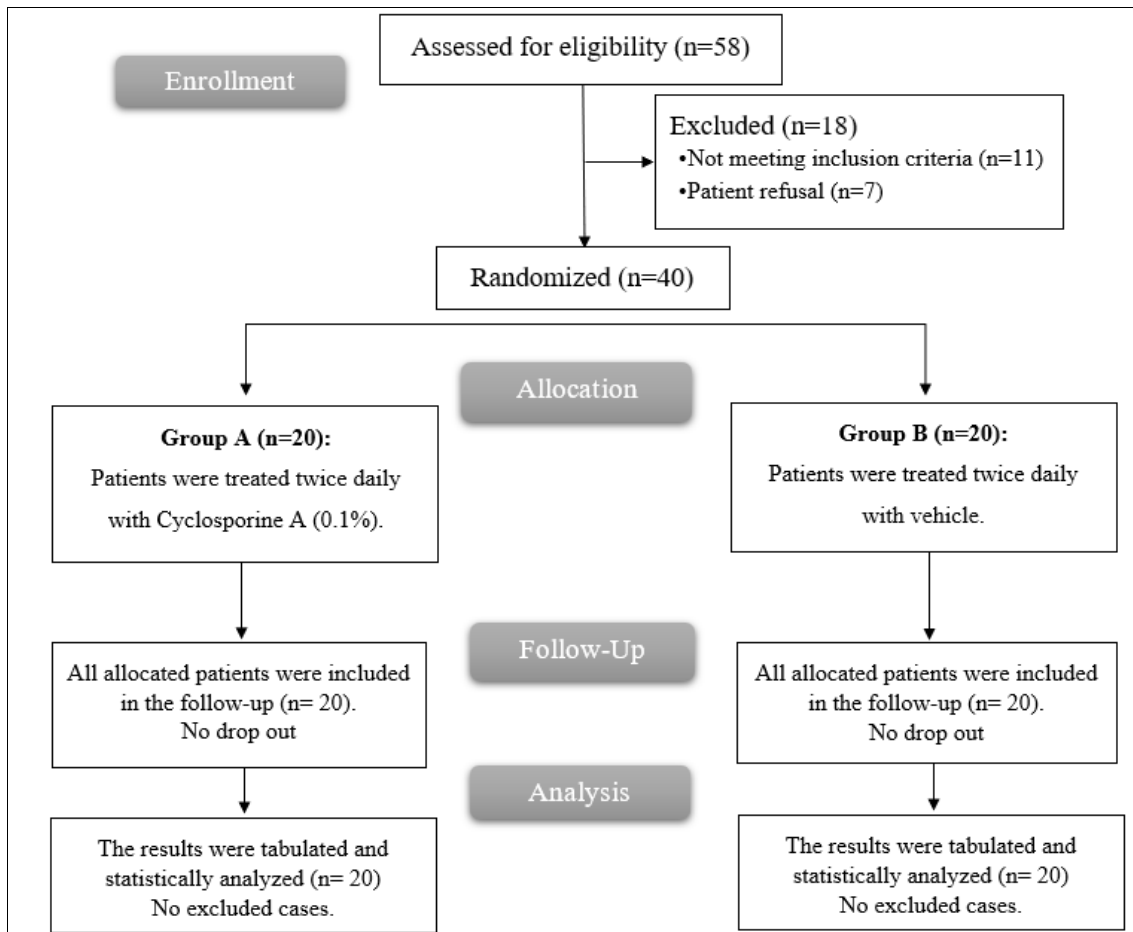 Assessed for eligibility (n=58)
Enrollment
Excluded (n=18)
•Not meeting inclusion criteria (n=11)
•Patient refusal (n=7)
Randomized (n=40)
Allocation
Group A (n=20):
Patients were treated twice daily
with Cyclosporine A (0.1%).
Group B (n=20):
Patients were treated twice daily
with vehicle.
Follow-Up
All allocated patients were included
in the follow-up (n= 20).
No drop out
All allocated patients were included
in the follow-up (n= 20).
No drop out
Analysis
The results were tabulated and
statistically analyzed (n= 20)
No excluded cases.
The results were tabulated and
statistically analyzed (n= 20)
No excluded cases.